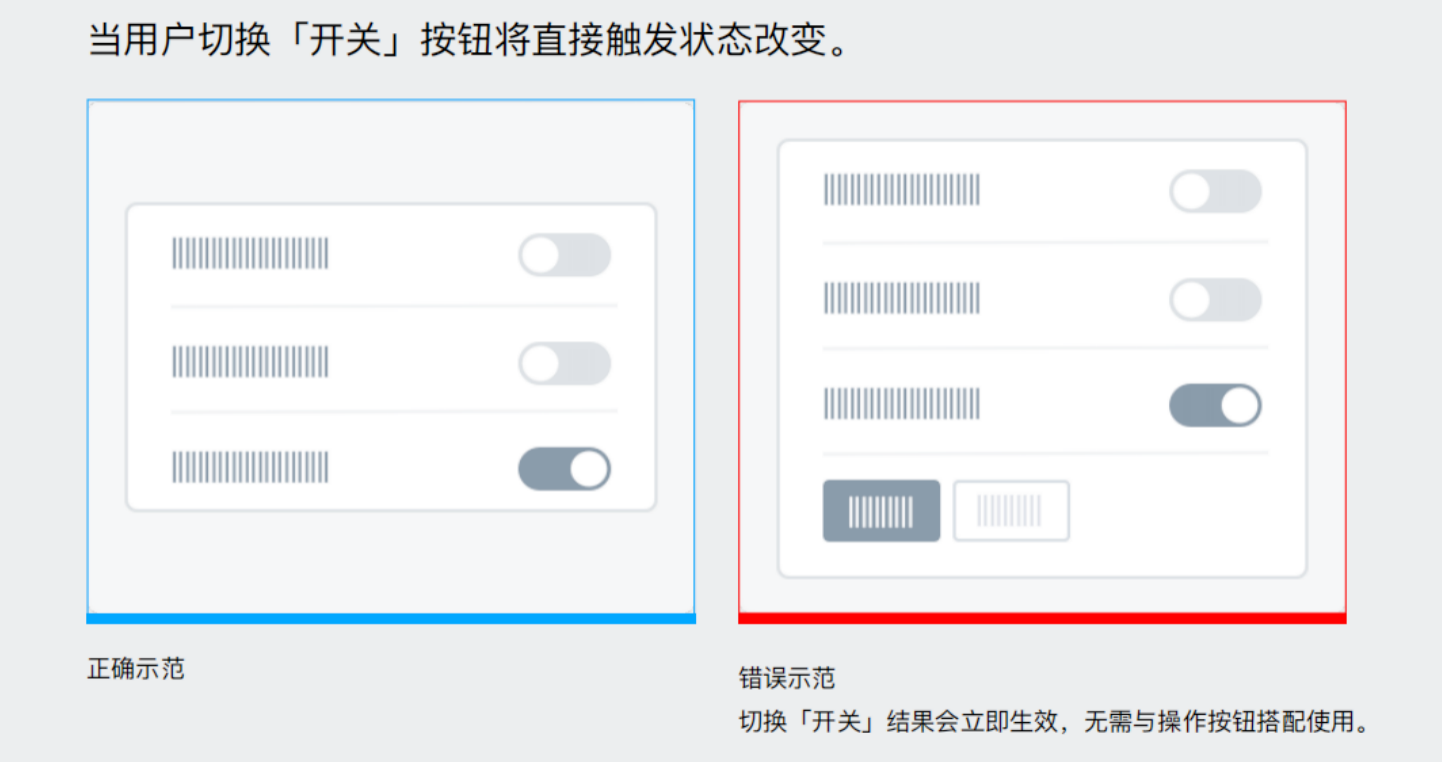 当用户切换「开关」按钮将直接触发状态改变。
正确示范
错误示范
切换「开关」结果会立即生效，无需与操作按钮搭配使用。